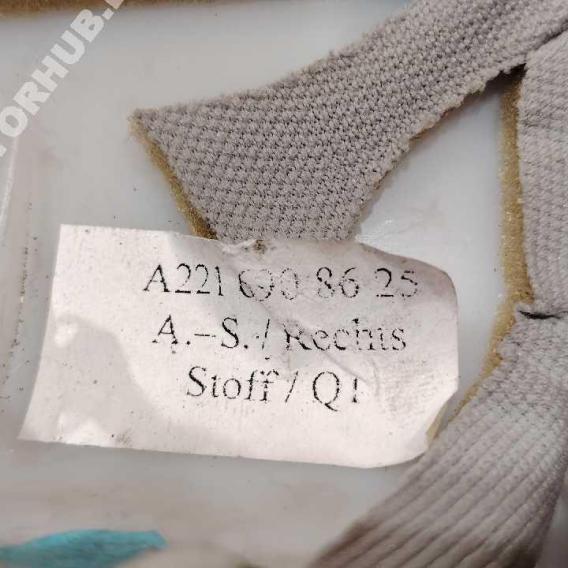 A221 690 86 25
A.-S./ Rechts
Stoff / Q1